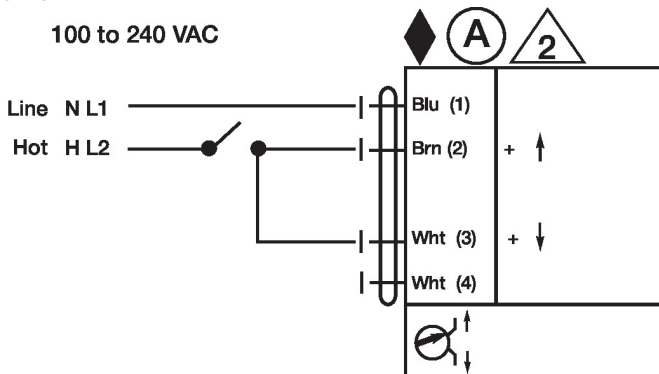 100 to 240 VAC
A
2
Line N L1
Blu (1)
Hot H L2
Brn (2) +
Wht (3) +
Wht (4)